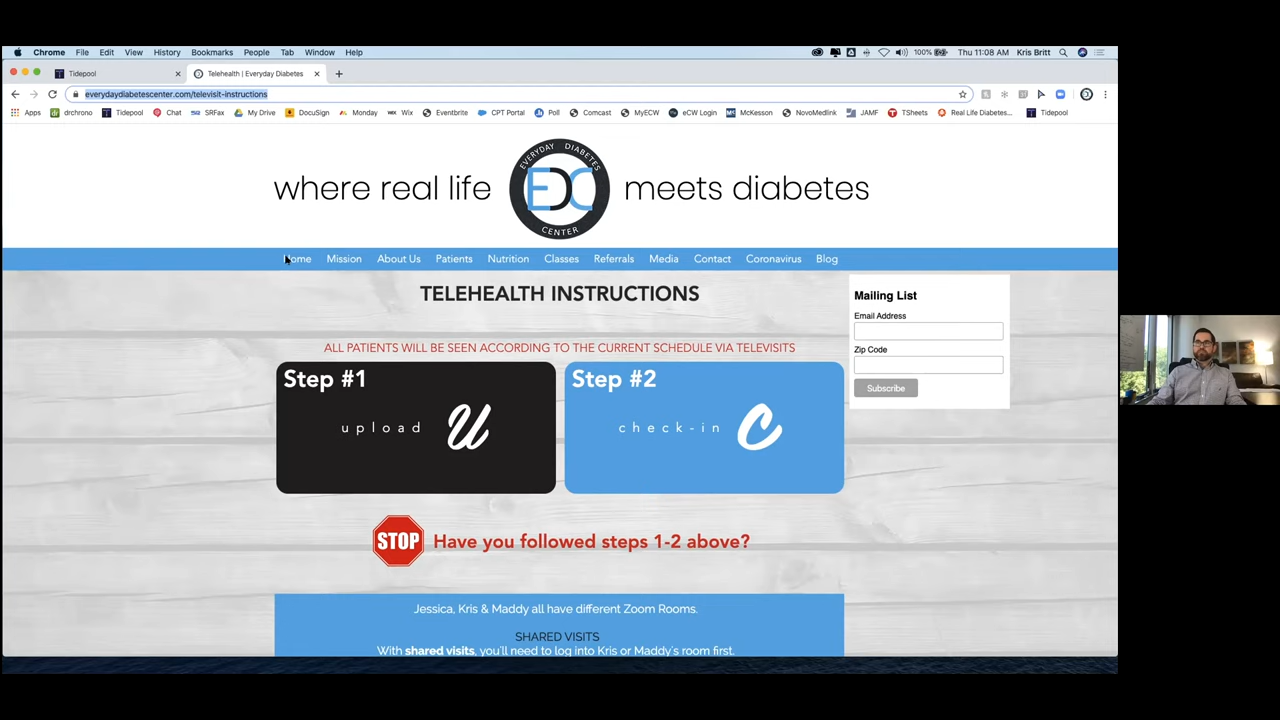 Chrome File Edit View History Bookmarks People Tab Window Help 100% Thu 11:08 AM Kris Britt
Tidepool Telehealth | Everyday Diabetes
everydaydiabetescenter.com/televisit-instructions
Apps drchrono Tidepool Chat SRFax My Drive DocuSign Monday Wix Eventbrite CPT Portal Poll Comcast MyECW eCW Login McKesson NovoMedlink JAMF TSheets Real Life Diabetes... Tidepool
where real life EVERYDAY DIABETES EDC CENTER meets diabetes
Home Mission About Us Patients Nutrition Classes Referrals Media Contact Coronavirus Blog
TELEHEALTH INSTRUCTIONS
ALL PATIENTS WILL BE SEEN ACCORDING TO THE CURRENT SCHEDULE VIA TELEVISITS
Step #1
upload U
Step #2
check-in C
STOP Have you followed steps 1-2 above?
Jessica, Kris & Maddy all have different Zoom Rooms.
SHARED VISITS
With shared visits, you'll need to log into Kris or Maddy's room first.
Mailing List
Email Address
Zip Code
Subscribe